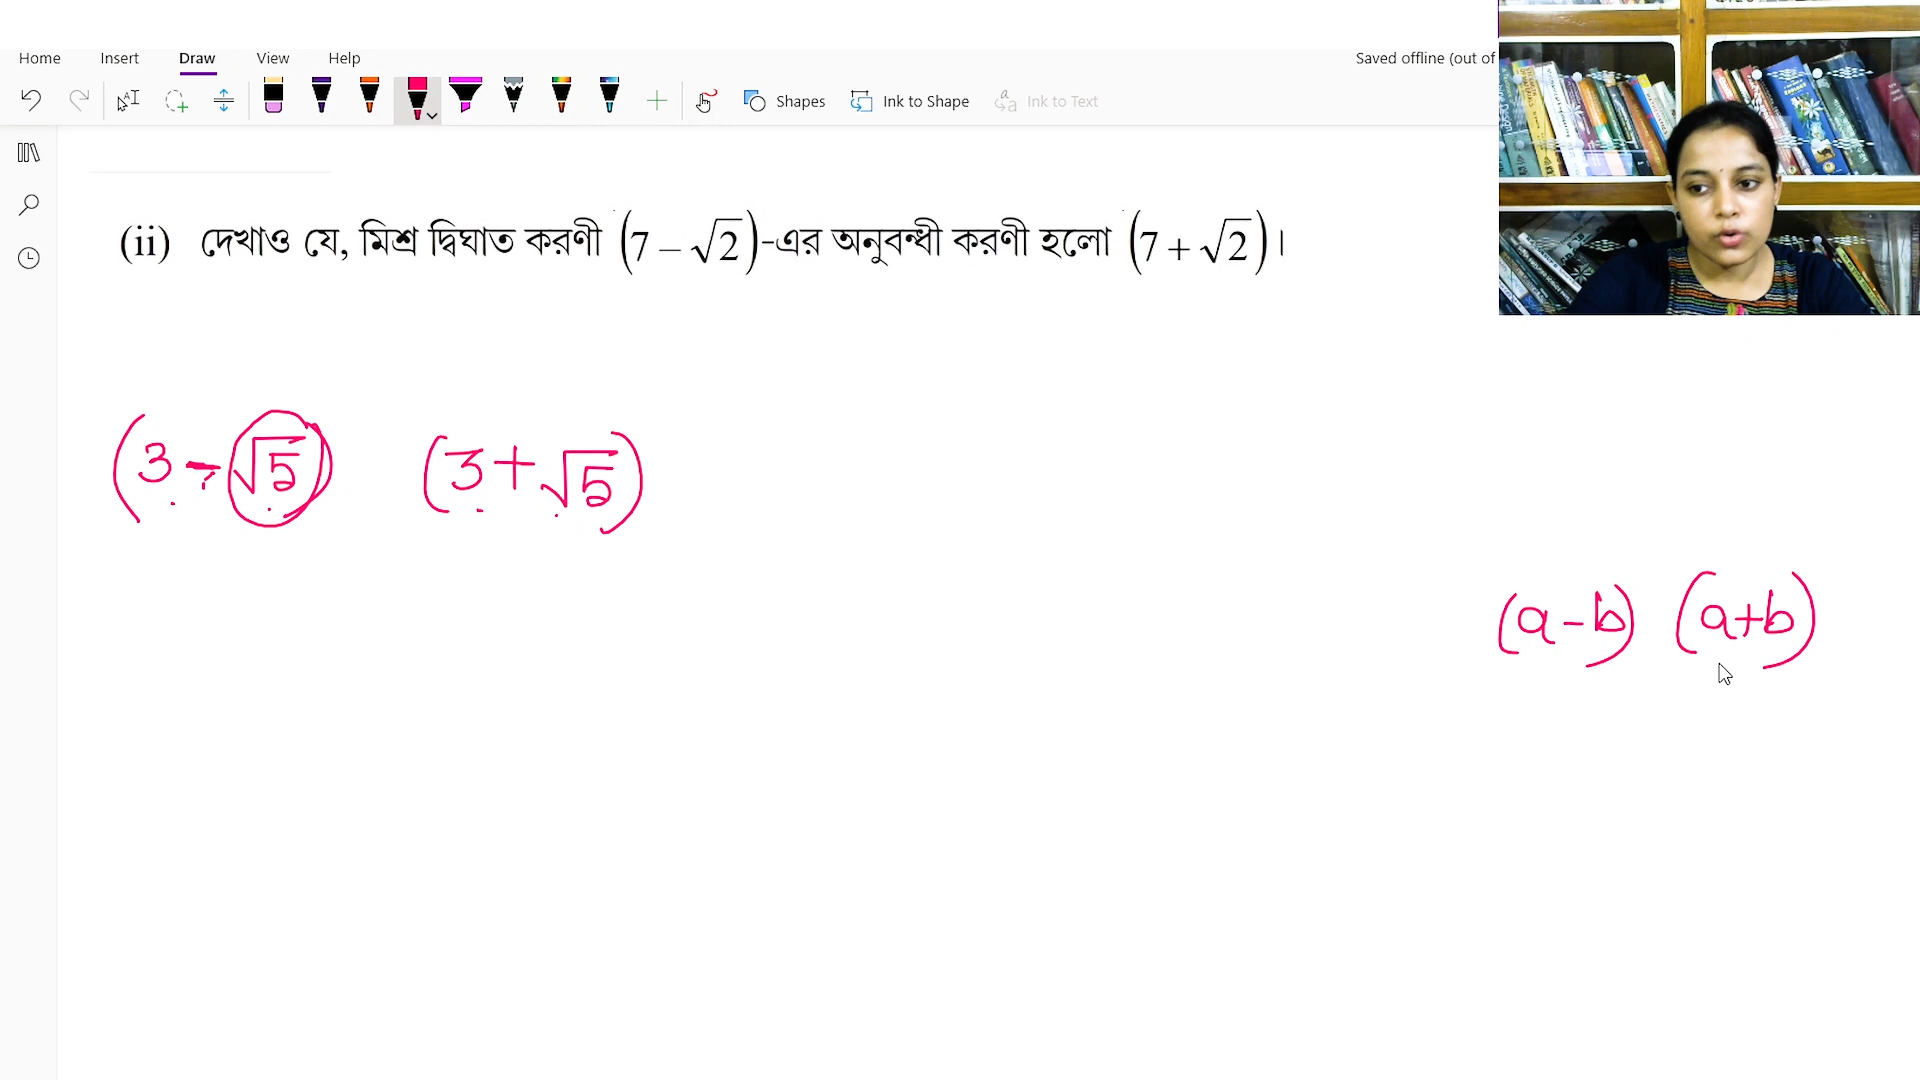 Home Insert Draw View Help Saved offline (out of
Shapes Ink to Shape Ink to Text
(ii) দেখাও যে, মিশ্র দ্বিঘাত করণী (7 – √2)-এর অনুবন্ধী করণী হলো (7 + √2)।
(3 - √5) (3 + √5)
(a - b) (a + b)